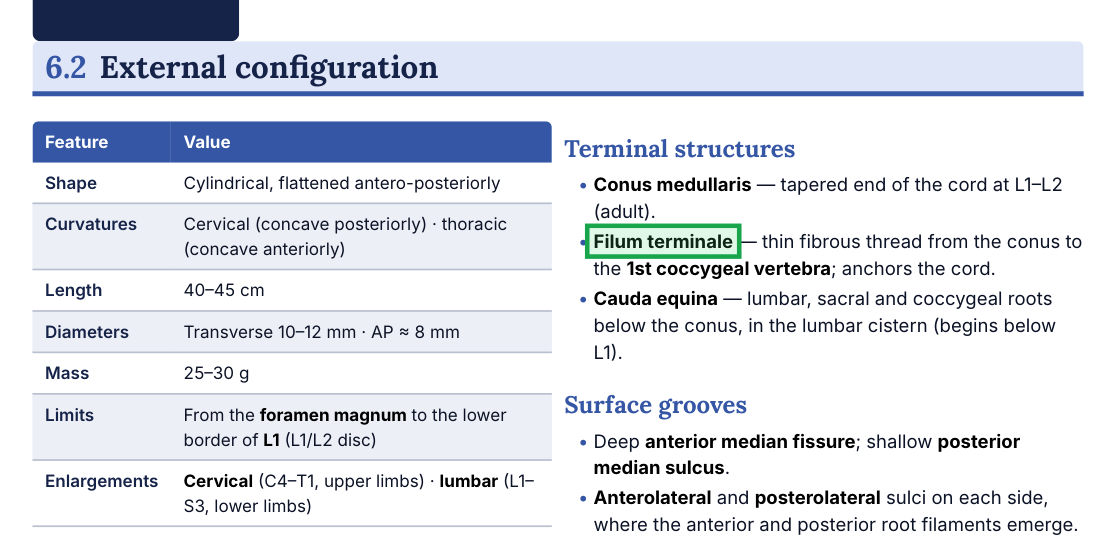 6.2 External configuration
Feature Value
Shape Cylindrical, flattened antero-posteriorly
Curvatures Cervical (concave posteriorly) · thoracic
(concave anteriorly)
Length 40–45 cm
Diameters Transverse 10–12 mm · AP ≈ 8 mm
Mass 25–30 g
Limits From the foramen magnum to the lower
border of L1 (L1/L2 disc)
Enlargements Cervical (C4–T1, upper limbs) · lumbar (L1–
S3, lower limbs)
Terminal structures
• Conus medullaris — tapered end of the cord at L1–L2
(adult).
• Filum terminale — thin fibrous thread from the conus to
the 1st coccygeal vertebra; anchors the cord.
• Cauda equina — lumbar, sacral and coccygeal roots
below the conus, in the lumbar cistern (begins below
L1).
Surface grooves
• Deep anterior median fissure; shallow posterior
median sulcus.
• Anterolateral and posterolateral sulci on each side,
where the anterior and posterior root filaments emerge.